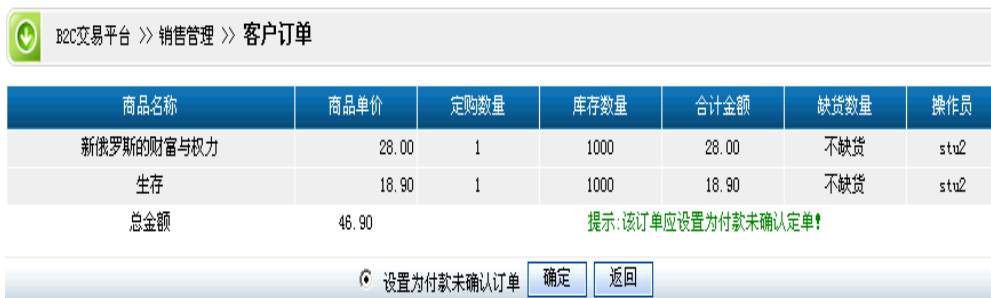 B2C交易平台 >> 销售管理 >> 客户订单
商品名称 商品单价 定购数量 库存数量 合计金额 缺货数量 操作员
新俄罗斯的财富与权力 28.00 1 1000 28.00 不缺货 stu2
生存 18.90 1 1000 18.90 不缺货 stu2
总金额 46.90 提示:该订单应设置为付款未确认定单!
设置为付款未确认订单 确定 返回